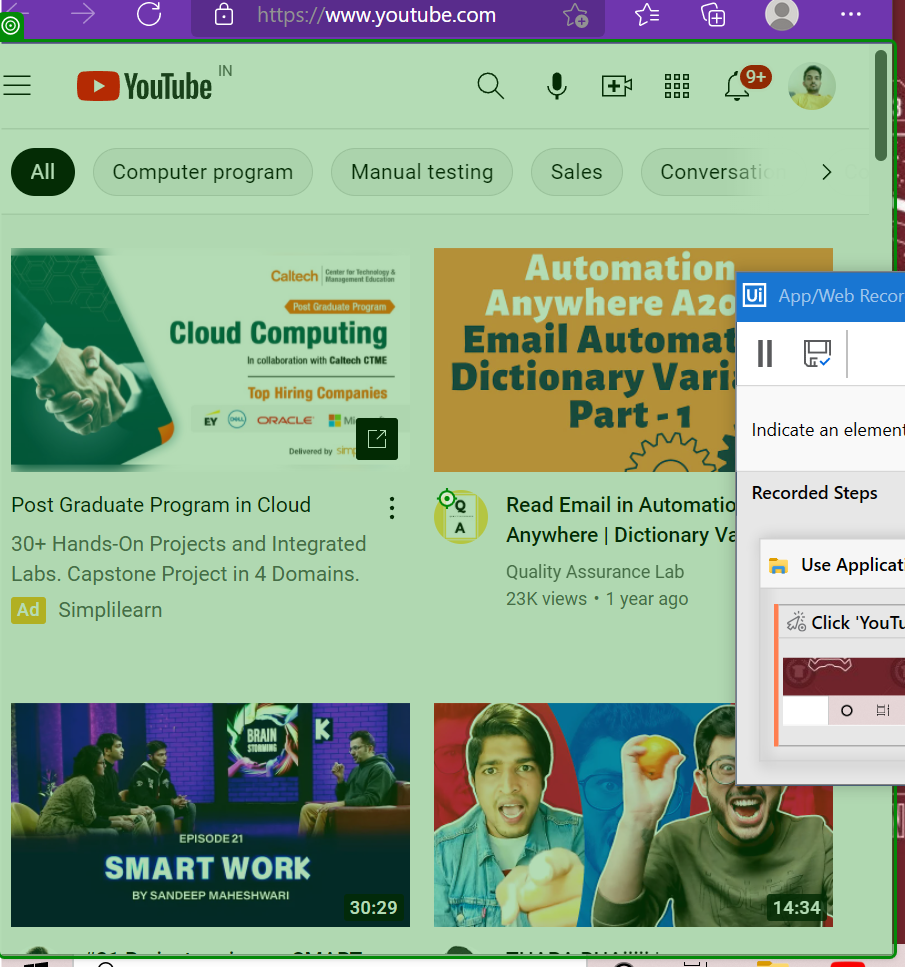 https://www.youtube.com
YouTube IN
9+
All
Computer program
Manual testing
Sales
Conversatio
Caltech
Center for Technology &
Management Education
Post Graduate Program
Cloud Computing
In collaboration with Caltech CTME
Top Hiring Companies
EY
DELL
ORACLE
Delivered by
Automation
Anywhere A20
Email Automat
Dictionary Varia
Part - 1
Post Graduate Program in Cloud
30+ Hands-On Projects and Integrated
Labs. Capstone Project in 4 Domains.
Ad Simplilearn
Q
A
Read Email in Automatio
Anywhere | Dictionary Va
Quality Assurance Lab
23K views • 1 year ago
Ui App/Web Recor
Indicate an element
Recorded Steps
Use Applicati
Click 'YouTu
BRAIN
STORMING
K
EPISODE 21
SMART WORK
BY SANDEEP MAHESHWARI
30:29
14:34